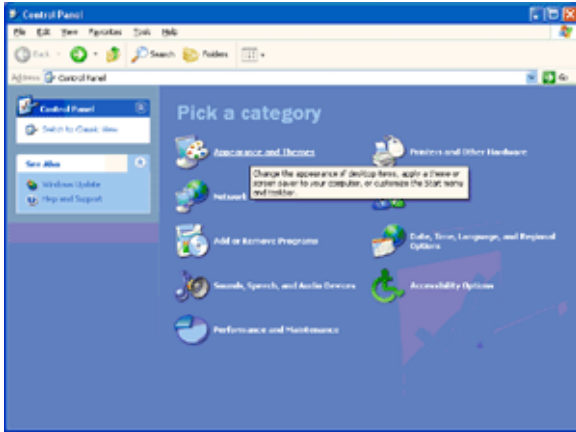 Control Panel
File Edit View Favorites Tools Help
Back Search Folders
Address Control Panel Go
Control Panel
Switch to Classic View
See Also
Windows Update
Help and Support
Pick a category
Appearance and Themes
Printers and Other Hardware
Change the appearance of desktop items, apply a theme or
screen saver to your computer, or customize the Start menu
and taskbar.
Network
Add or Remove Programs
Date, Time, Language, and Regional
Options
Sounds, Speech, and Audio Devices
Accessibility Options
Performance and Maintenance